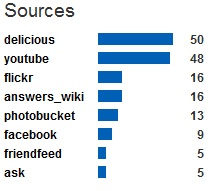 Sources
delicious 50
youtube 48
flickr 16
answers_wiki 16
photobucket 13
facebook 9
friendfeed 5
ask 5